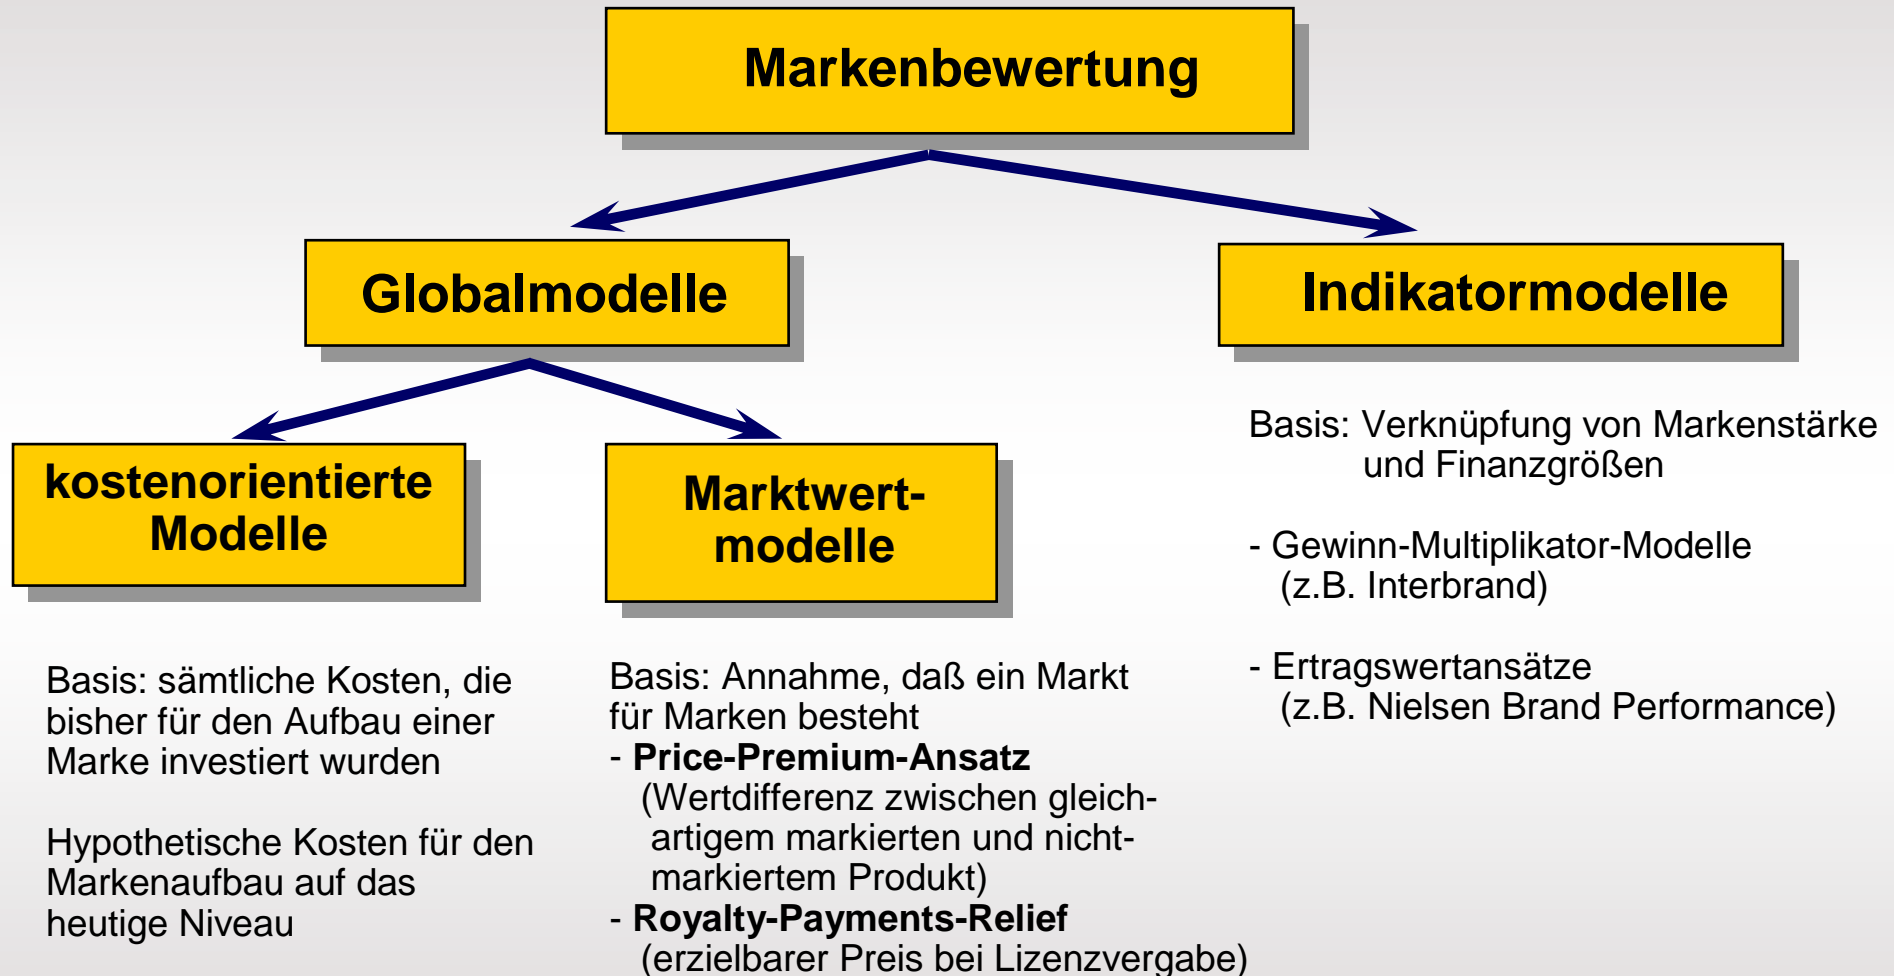 Markenbewertung
Globalmodelle
Indikatormodelle
kostenorientierte
Modelle
Marktwert-
modelle
Basis: sämtliche Kosten, die
bisher für den Aufbau einer
Marke investiert wurden
Hypothetische Kosten für den
Markenaufbau auf das
heutige Niveau
Basis: Annahme, daß ein Markt
für Marken besteht
- Price-Premium-Ansatz
(Wertdifferenz zwischen gleich-
artigem markierten und nicht-
markiertem Produkt)
- Royalty-Payments-Relief
(erzielbarer Preis bei Lizenzvergabe)
Basis: Verknüpfung von Markenstärke
und Finanzgrößen
- Gewinn-Multiplikator-Modelle
(z.B. Interbrand)
- Ertragswertansätze
(z.B. Nielsen Brand Performance)